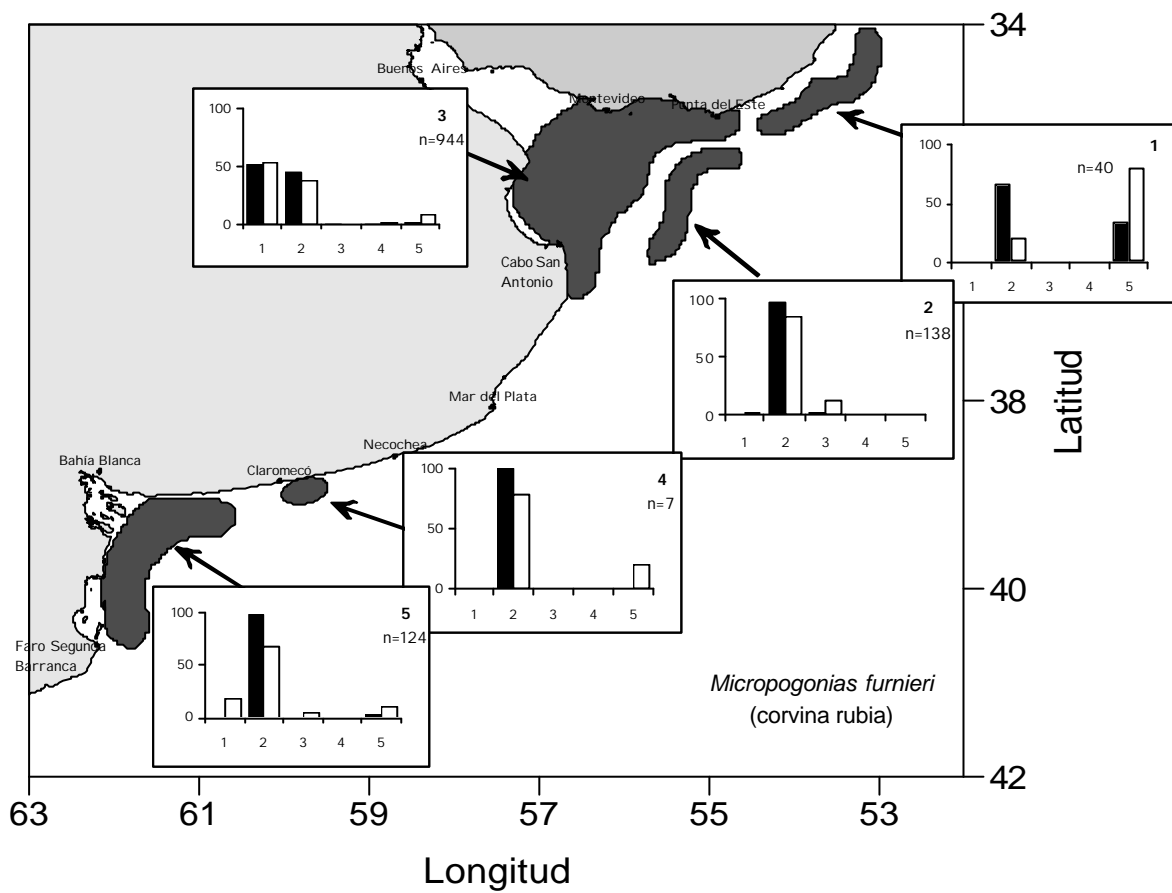 34
Buenos Aires
Montevideo
Punta del Este
100
50
0
3
n=944
1 2 3 4 5
100
50
0
1
n=40
1 2 3 4 5
Cabo San
Antonio
100
50
0
2
n=138
1 2 3 4 5
Latitud
38
Mar del Plata
Necochea
Claromecó
Bahía Blanca
100
50
0
4
n=7
1 2 3 4 5
40
100
50
0
5
n=124
1 2 3 4 5
Faro Segunda
Barranca
Micropogonias furnieri
(corvina rubia)
42
63 61 59 57 55 53
Longitud